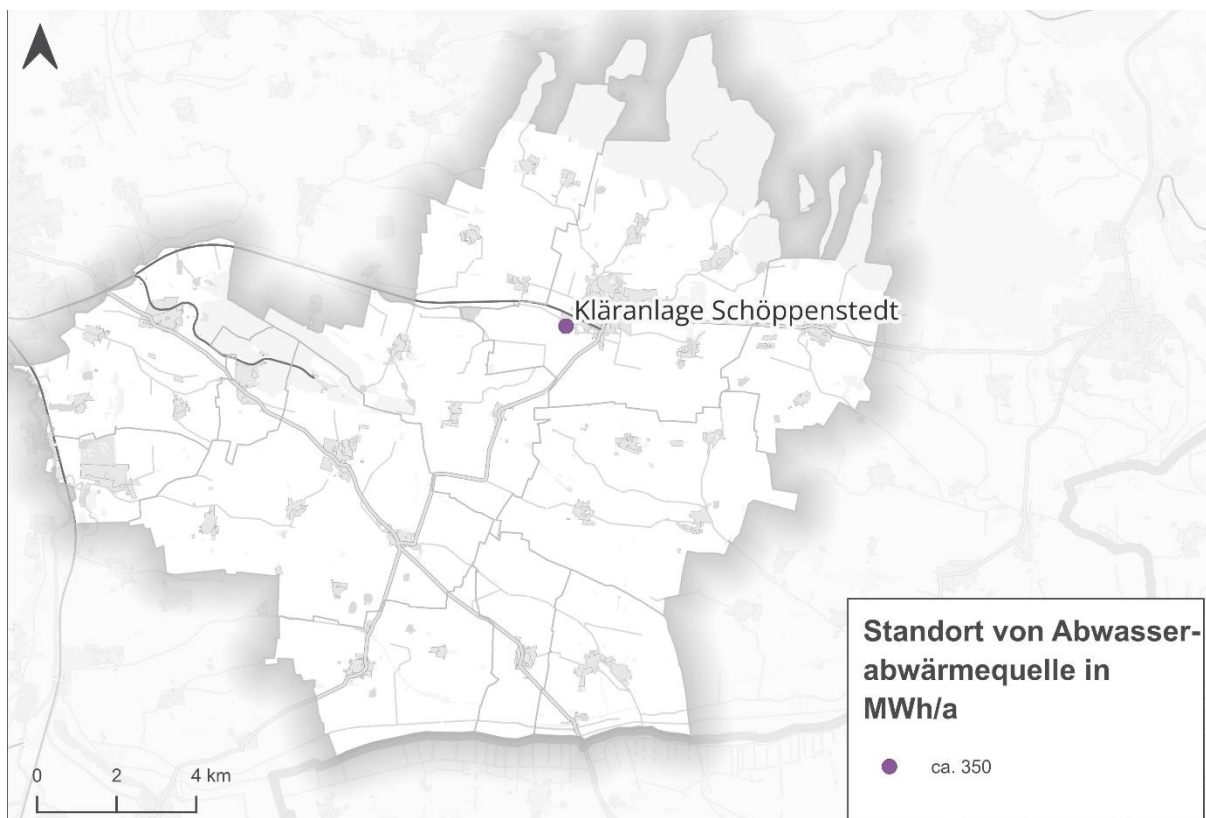 Kläranlage Schöppenstedt
Standort von Abwasser-
abwärmequelle in
MWh/a
ca. 350
0 2 4 km